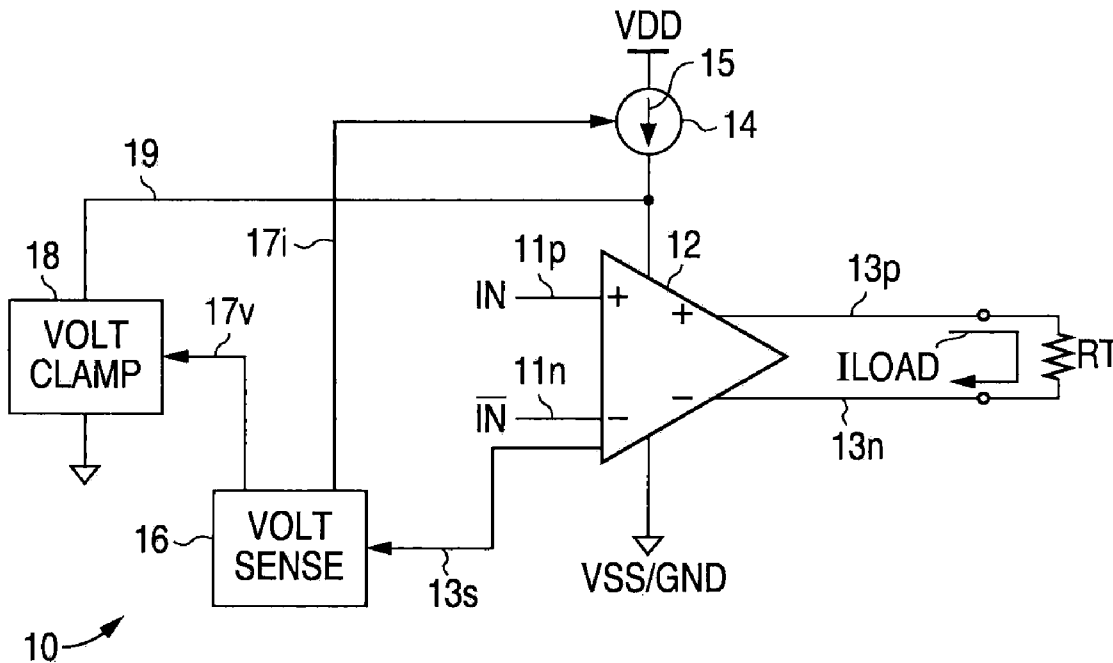 VDD
15
14
19
17i
11p
12
13p
18
VOLT
CLAMP
17v
IN
+
+
ILOAD
RT
11n
I̅N̅
−
−
13n
16
VOLT
SENSE
13s
VSS/GND
10